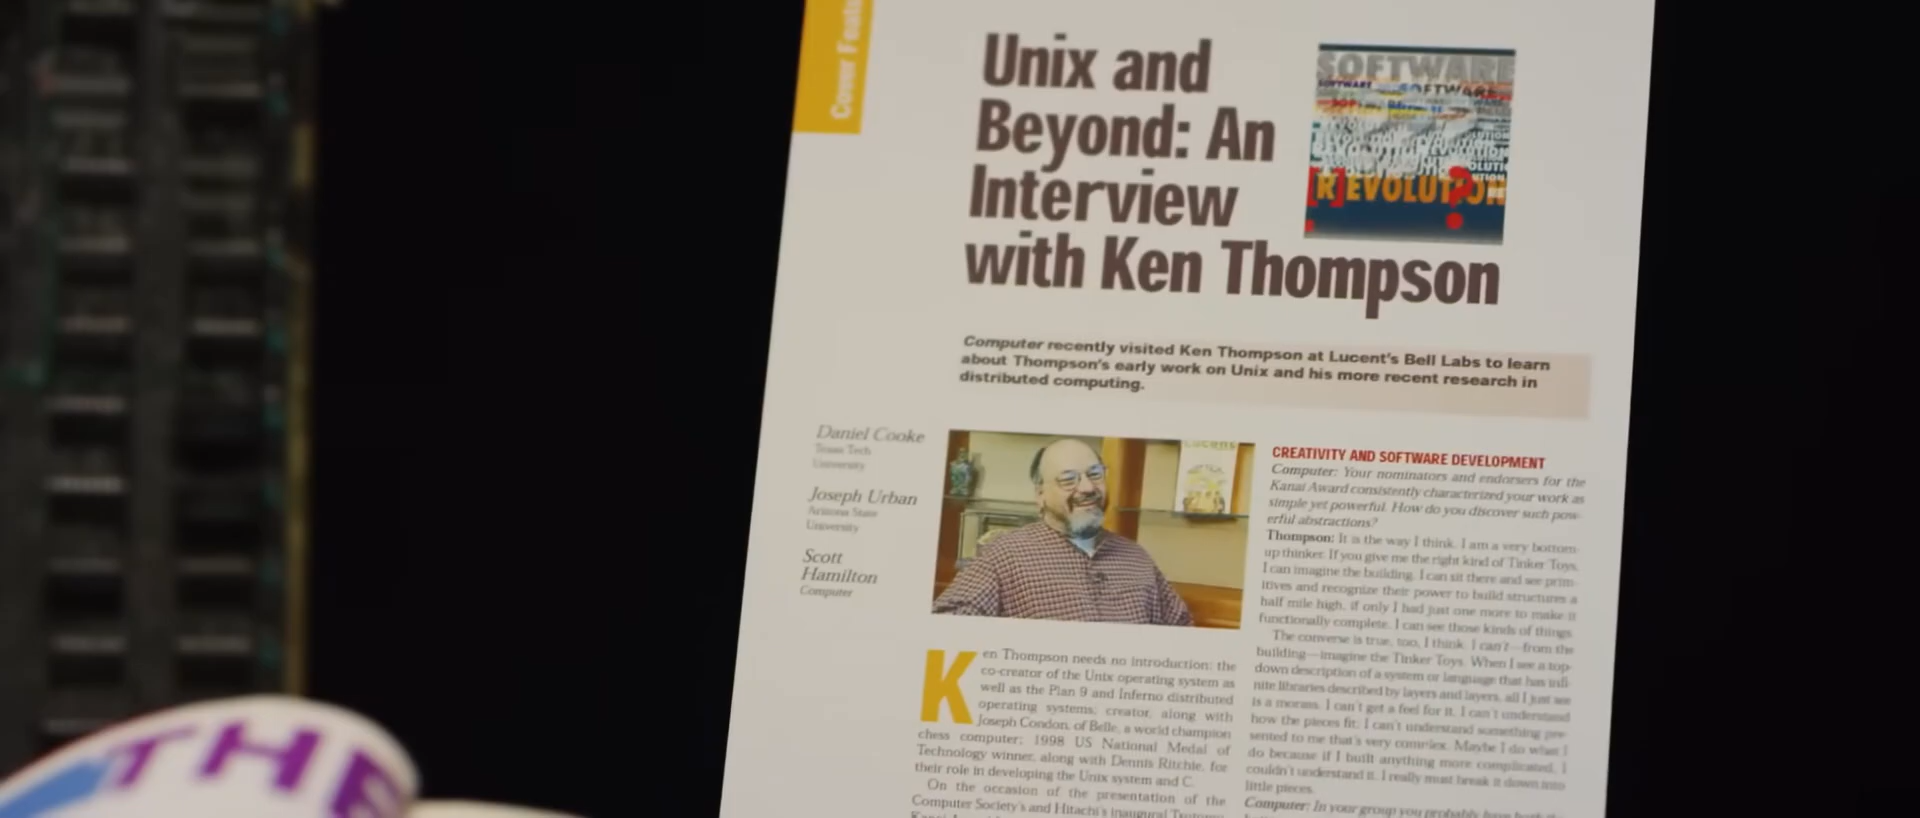 Cover Featu
Unix and
Beyond: An
Interview
with Ken Thompson
SOFTWARE
SOFTWARE SOFTWARE
[R]EVOLUTION
?
Computer recently visited Ken Thompson at Lucent's Bell Labs to learn
about Thompson's early work on Unix and his more recent research in
distributed computing.
Daniel Cooke
Texas Tech
University
Joseph Urban
Arizona State
University
Scott
Hamilton
Computer
Lucent
Ken Thompson needs no introduction: the
co-creator of the Unix operating system as
well as the Plan 9 and Inferno distributed
operating systems; creator, along with
Joseph Condon, of Belle, a world champion
chess computer; 1998 US National Medal of
Technology winner, along with Dennis Ritchie, for
their role in developing the Unix system and C.
On the occasion of the presentation of the
Computer Society's and Hitachi's inaugural Tsutomu
CREATIVITY AND SOFTWARE DEVELOPMENT
Computer: Your nominators and endorsers for the
Kanai Award consistently characterized your work as
simple yet powerful. How do you discover such pow-
erful abstractions?
Thompson: It is the way I think. I am a very bottom-
up thinker. If you give me the right kind of Tinker Toys,
I can imagine the building. I can sit there and see prim-
itives and recognize their power to build structures a
half mile high, if only I had just one more to make it
functionally complete. I can see those kinds of things.
The converse is true, too, I think. I can't—from the
building—imagine the Tinker Toys. When I see a top-
down description of a system or language that has infi-
nite libraries described by layers and layers, all I just see
is a morass. I can't get a feel for it. I can't understand
how the pieces fit; I can't understand something pre-
sented to me that's very complex. Maybe I do what I
do because if I built anything more complicated, I
couldn't understand it. I really must break it down into
little pieces.
Computer: In your group you probably have both the
THE